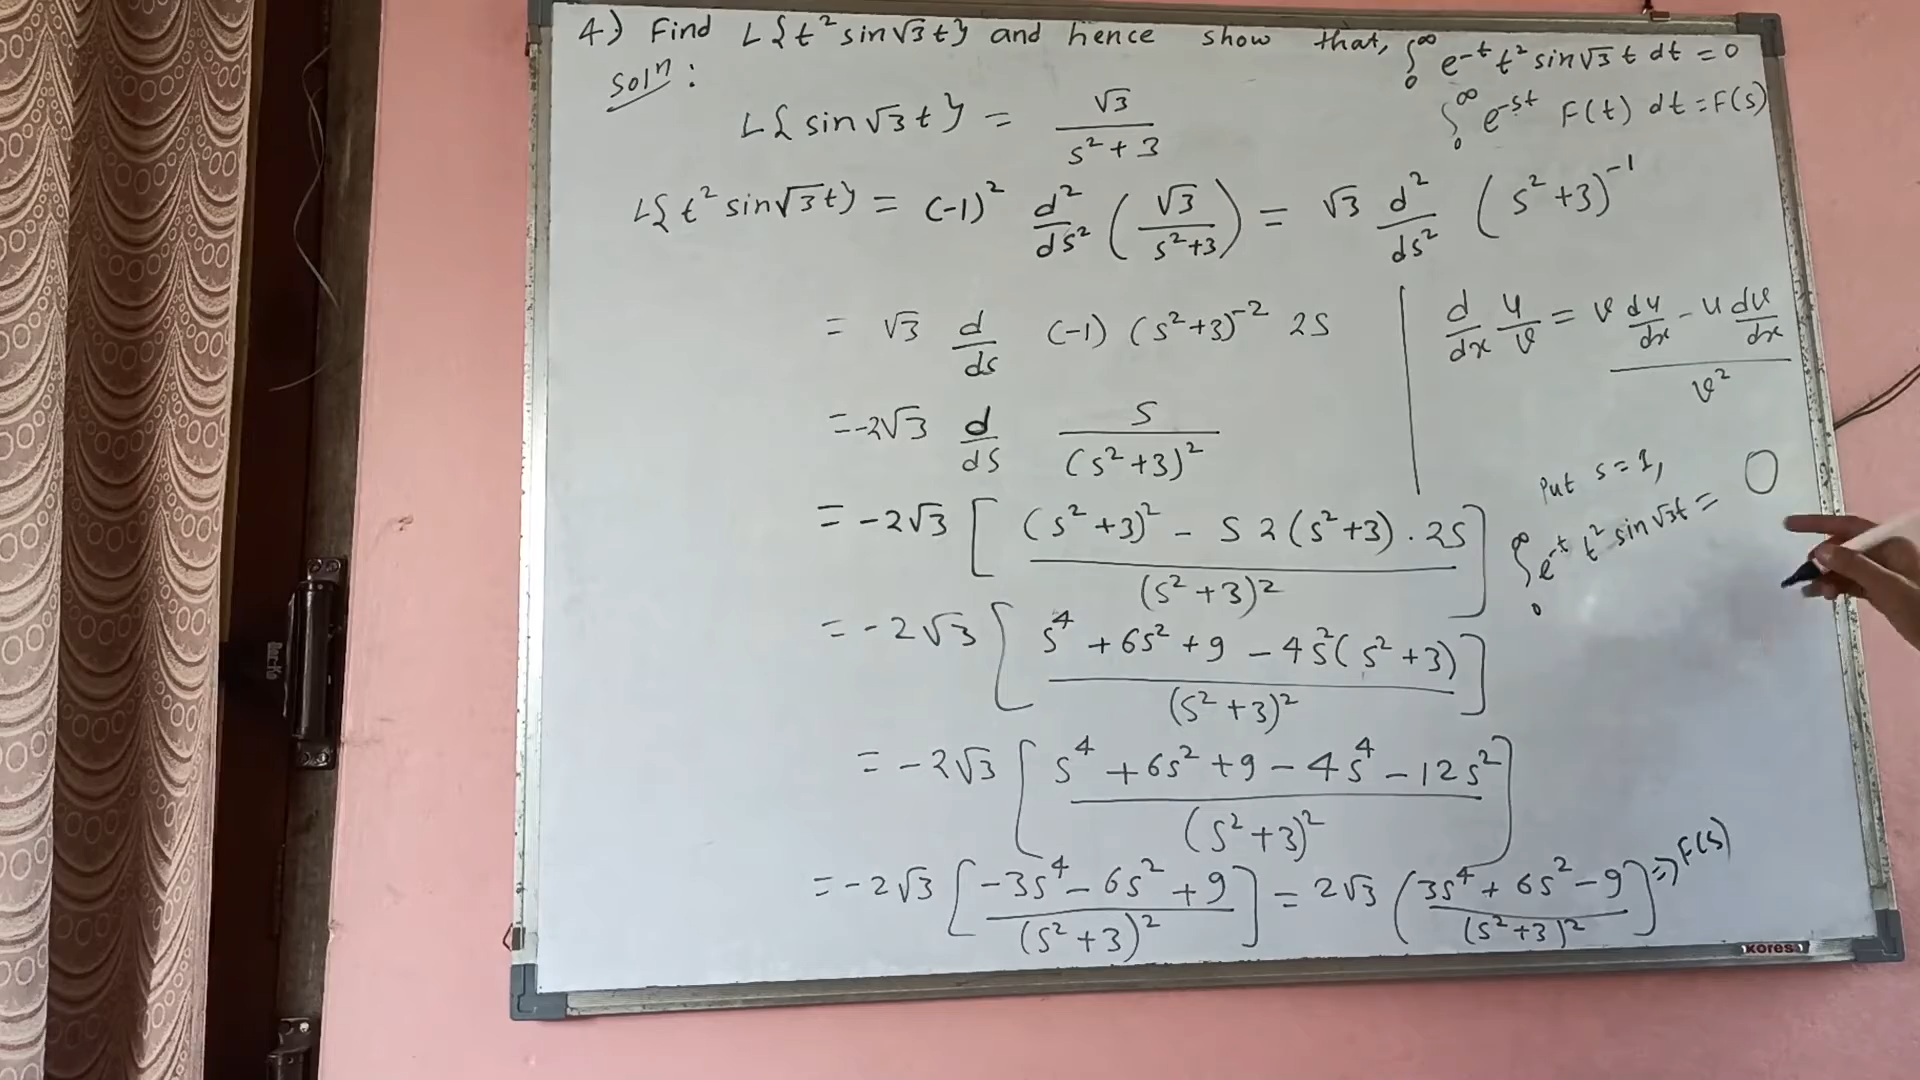 4) Find L{t² sin√3 t} and hence show that, ∫₀^∞ e^-t t² sin√3 t dt = 0
Solⁿ :
∫₀^∞ e^-st F(t) dt = F(s)
L{sin√3 t} = √3 / (s² + 3)
L{t² sin√3 t} = (-1)² d²/ds² (√3 / (s²+3)) = √3 d²/ds² (s² + 3)^-1
= √3 d/ds (-1) (s²+3)^-2 2s
d/dx u/v = (v du/dx - u dv/dx) / v²
= -2√3 d/ds s / (s²+3)²
= -2√3 [ ((s²+3)² - s 2(s²+3) . 2s) / (s²+3)² ]
Put s = 1,
∫₀^∞ e^-t t² sin√3t = 0
= -2√3 [ (s⁴ + 6s² + 9 - 4s²(s²+3)) / (s²+3)² ]
= -2√3 [ (s⁴ + 6s² + 9 - 4s⁴ - 12s²) / (s²+3)² ]
= -2√3 [ (-3s⁴ - 6s² + 9) / (s²+3)² ] = 2√3 ( (3s⁴ + 6s² - 9) / (s²+3)² ] => F(s)
kores